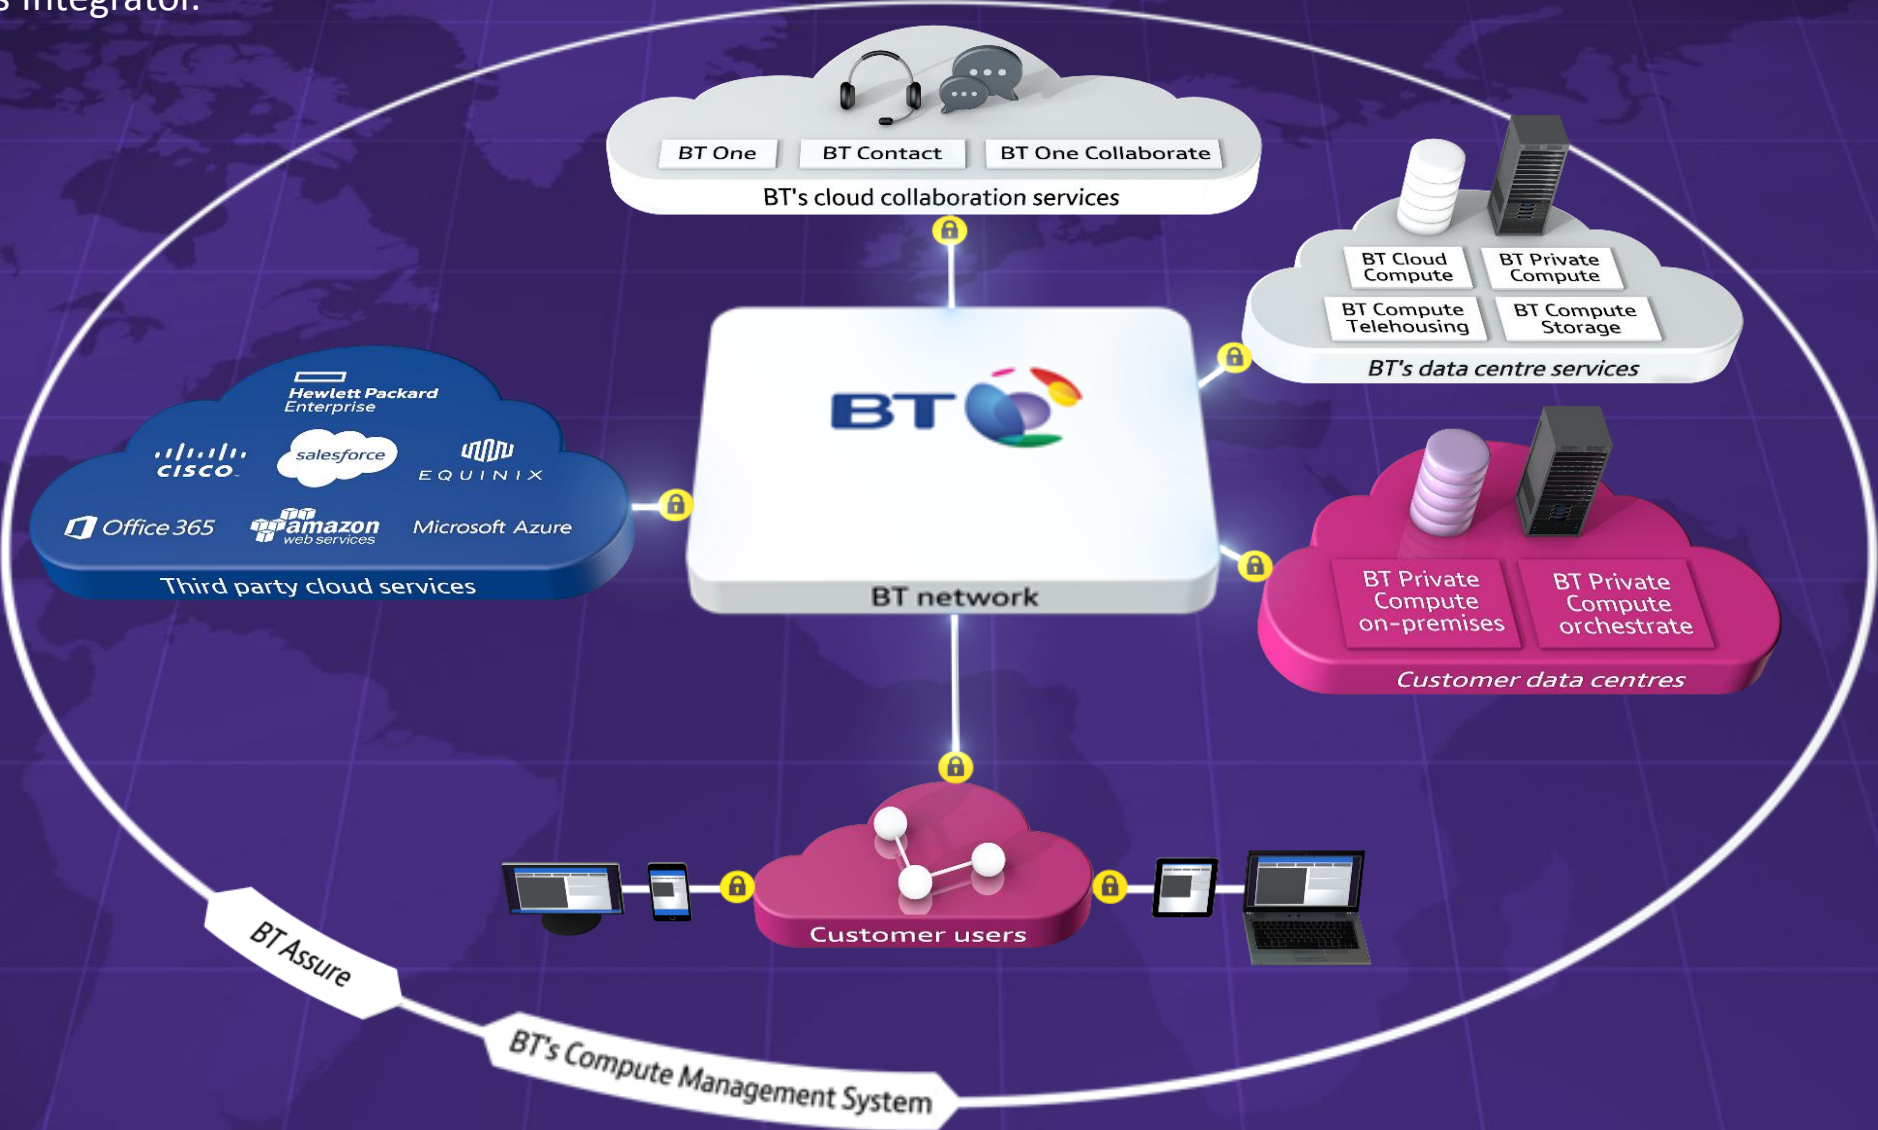 s integrator.
BT One
BT Contact
BT One Collaborate
BT's cloud collaboration services
BT Cloud
Compute
BT Private
Compute
BT Compute
Telehousing
BT Compute
Storage
BT's data centre services
Hewlett Packard
Enterprise
CISCO
salesforce
EQUINIX
Office 365
amazon
web services
Microsoft Azure
Third party cloud services
BT
BT network
BT Private
Compute
on-premises
BT Private
Compute
orchestrate
Customer data centres
Customer users
BT Assure
BT's Compute Management System